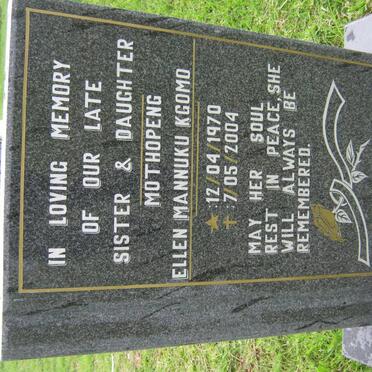 IN LOVING MEMORY
OF OUR LATE
SISTER & DAUGHTER
MOTHOPENG
ELLEN MANNUKU KGOMO
12/04/1970
7/05/2004
MAY HER SOUL
REST IN PEACE, SHE
WILL ALWAYS BE
REMEMBERED.